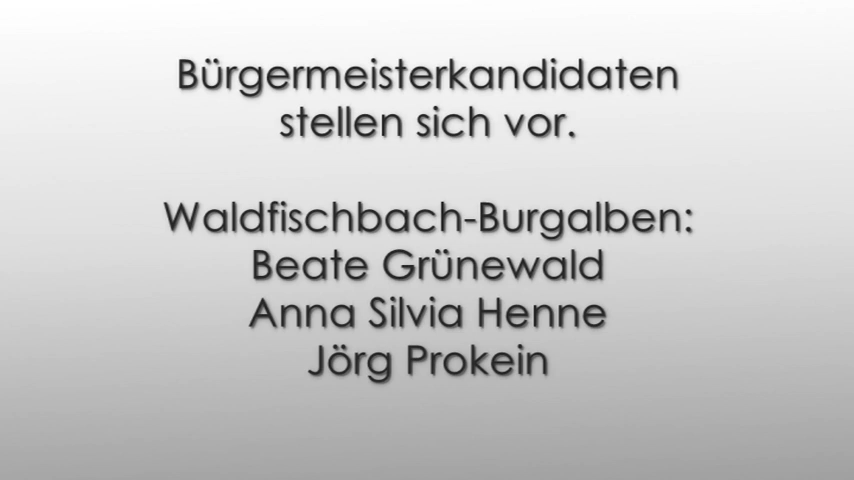 Bürgermeisterkandidaten
stellen sich vor.
Waldfischbach-Burgalben:
Beate Grünewald
Anna Silvia Henne
Jörg Prokein